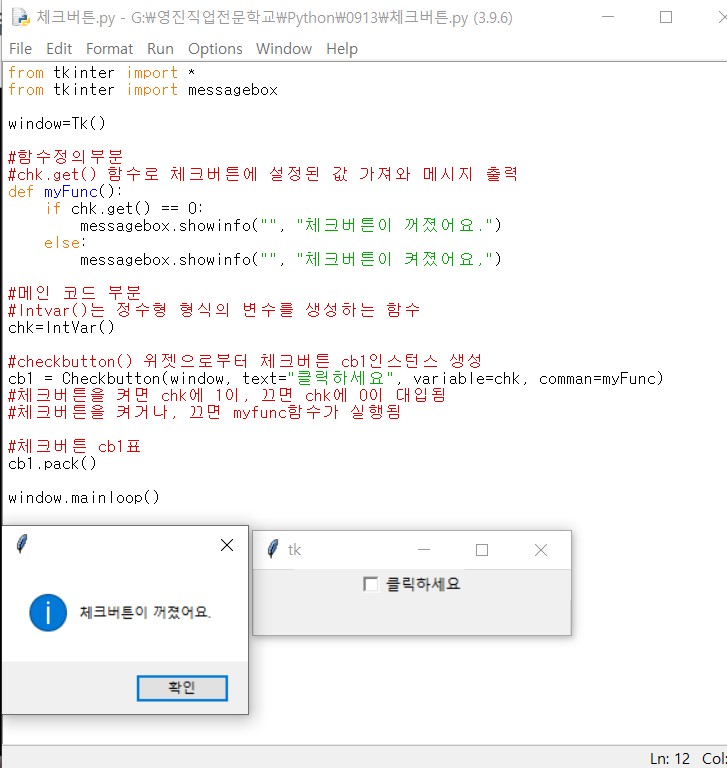 체크버튼.py - G:₩영진직업전문학교₩Python₩0913₩체크버튼.py (3.9.6)
File Edit Format Run Options Window Help
from tkinter import *
from tkinter import messagebox
window=Tk()
#함수정의부분
#chk.get() 함수로 체크버튼에 설정된 값 가져와 메시지 출력
def myFunc():
    if chk.get() == 0:
        messagebox.showinfo("", "체크버튼이 꺼졌어요.")
    else:
        messagebox.showinfo("", "체크버튼이 켜졌어요,")
#메인 코드 부분
#Intvar()는 정수형 형식의 변수를 생성하는 함수
chk=IntVar()
#checkbutton() 위젯으로부터 체크버튼 cb1인스턴스 생성
cb1 = Checkbutton(window, text="클릭하세요", variable=chk, comman=myFunc)
#체크버튼을 켜면 chk에 1이, 끄면 chk에 0이 대입됨
#체크버튼을 켜거나, 끄면 myfunc함수가 실행됨
#체크버튼 cb1표
cb1.pack()
window.mainloop()
tk
클릭하세요
체크버튼이 꺼졌어요.
확인
Ln: 12 Col: